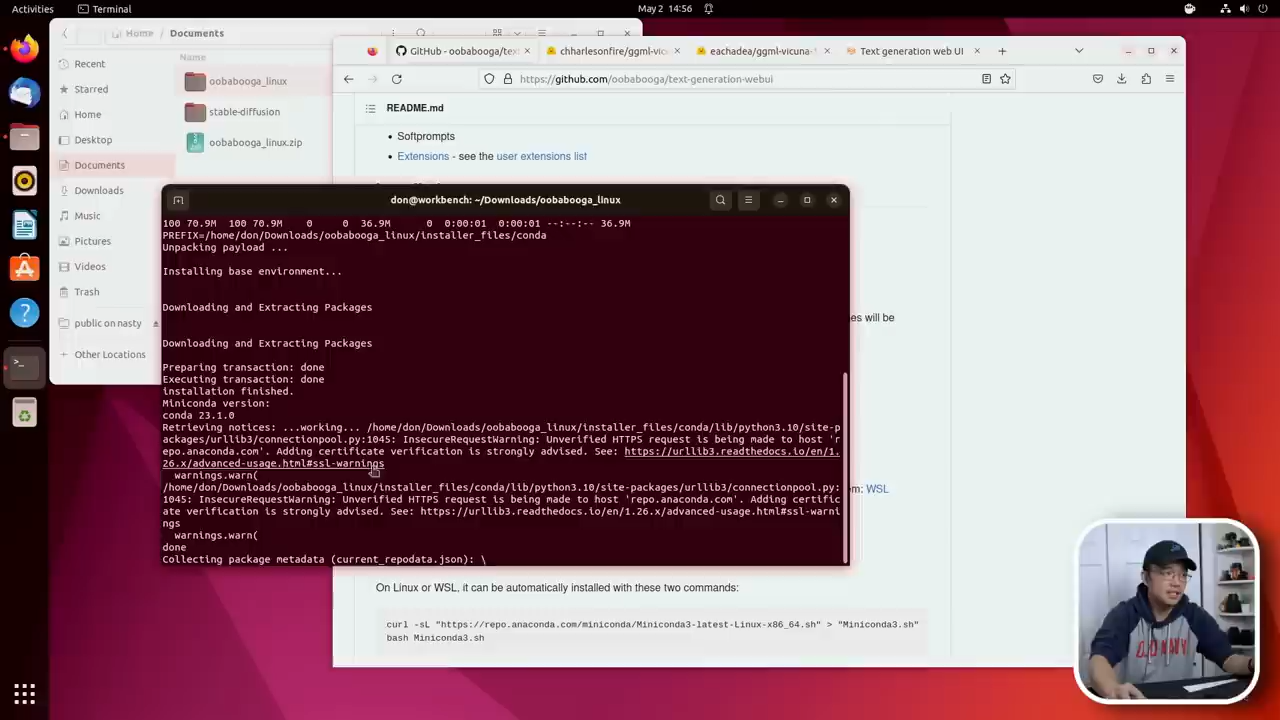 Activities
Terminal
May 2 14:56
Home
Documents
Recent
Starred
Home
Desktop
Documents
Downloads
Music
Pictures
Videos
Trash
public on nasty
Other Locations
Name
oobabooga_linux
stable-diffusion
oobabooga_linux.zip
GitHub - oobabooga/text
chharlesonfire/ggml-vic
eachadea/ggml-vicuna-
Text generation web UI
https://github.com/oobabooga/text-generation-webui
README.md
• Softprompts
• Extensions - see the user extensions list
don@workbench: ~/Downloads/oobabooga_linux
100 70.9M 100 70.9M 0 0 36.9M 0 0:00:01 0:00:01 --:--:-- 36.9M
PREFIX=/home/don/Downloads/oobabooga_linux/installer_files/conda
Unpacking payload ...
Installing base environment...
Downloading and Extracting Packages
Downloading and Extracting Packages
Preparing transaction: done
Executing transaction: done
installation finished.
Miniconda version:
conda 23.1.0
Retrieving notices: ...working... /home/don/Downloads/oobabooga_linux/installer_files/conda/lib/python3.10/site-p
ackages/urllib3/connectionpool.py:1045: InsecureRequestWarning: Unverified HTTPS request is being made to host 'r
epo.anaconda.com'. Adding certificate verification is strongly advised. See: https://urllib3.readthedocs.io/en/1.
26.x/advanced-usage.html#ssl-warnings
warnings.warn(
/home/don/Downloads/oobabooga_linux/installer_files/conda/lib/python3.10/site-packages/urllib3/connectionpool.py:
1045: InsecureRequestWarning: Unverified HTTPS request is being made to host 'repo.anaconda.com'. Adding certific
ate verification is strongly advised. See: https://urllib3.readthedocs.io/en/1.26.x/advanced-usage.html#ssl-warni
ngs
warnings.warn(
done
Collecting package metadata (current_repodata.json): \
es will be
om: WSL
On Linux or WSL, it can be automatically installed with these two commands:
curl -sL "https://repo.anaconda.com/miniconda/Miniconda3-latest-Linux-x86_64.sh" > "Miniconda3.sh"
bash Miniconda3.sh